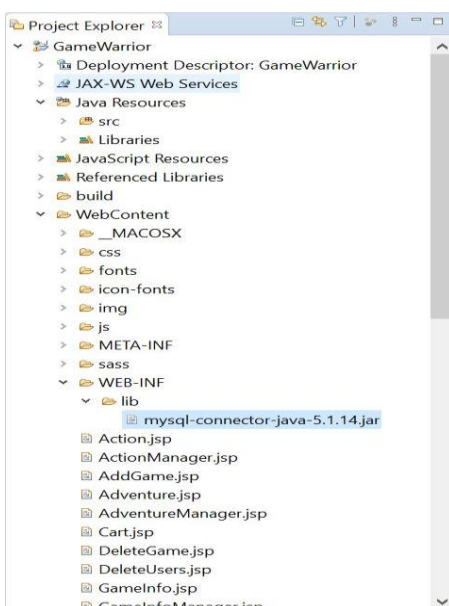 Project Explorer
GameWarrior
Deployment Descriptor: GameWarrior
JAX-WS Web Services
Java Resources
src
Libraries
JavaScript Resources
Referenced Libraries
build
WebContent
__MACOSX
css
fonts
icon-fonts
img
js
META-INF
sass
WEB-INF
lib
mysql-connector-java-5.1.14.jar
Action.jsp
ActionManager.jsp
AddGame.jsp
Adventure.jsp
AdventureManager.jsp
Cart.jsp
DeleteGame.jsp
DeleteUsers.jsp
GameInfo.jsp
GameInfoManager.jsp